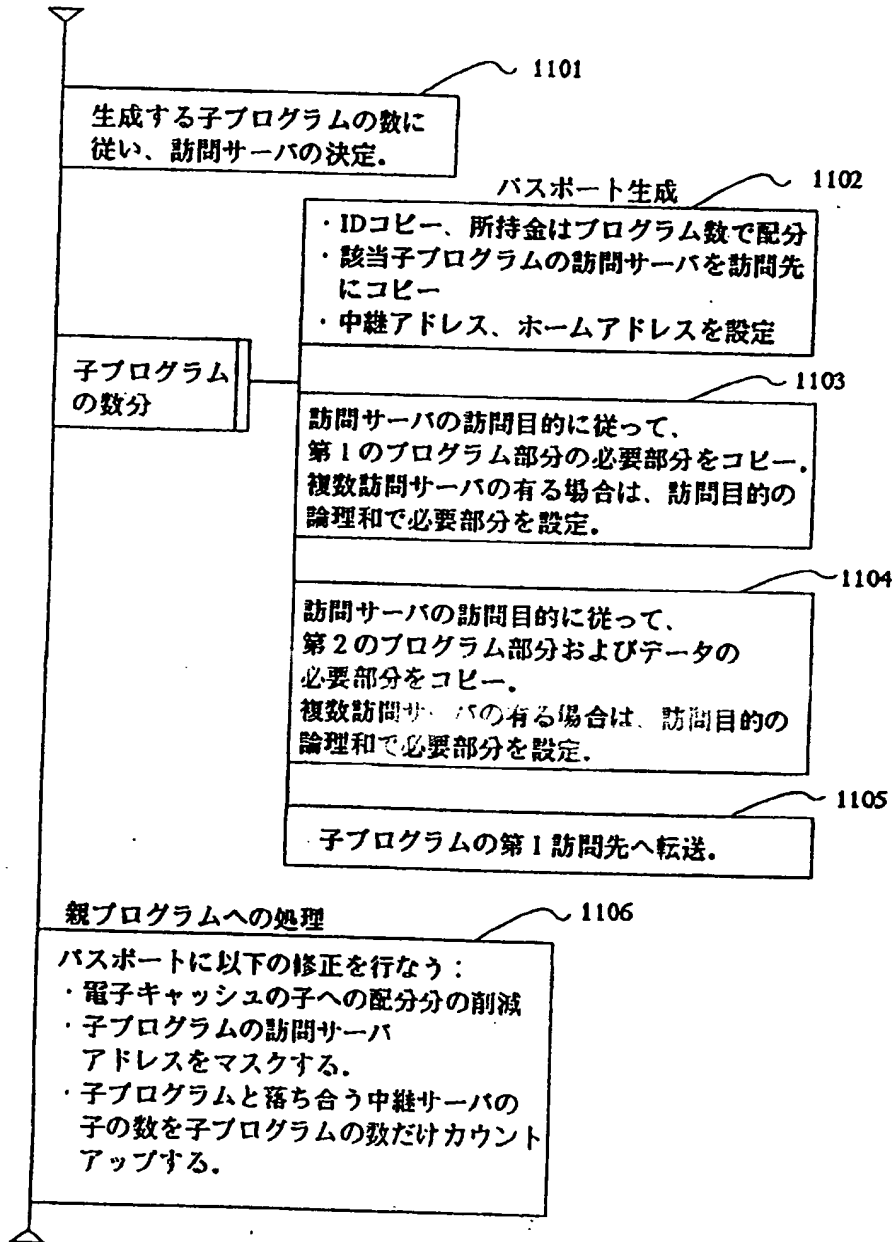 1101
生成する子プログラムの数に
従い、訪問サーバの決定.
パスポート生成
1102
・IDコピー、所持金はプログラム数で配分
・該当子プログラムの訪問サーバを訪問先
にコピー
・中継アドレス、ホームアドレスを設定
子プログラム
の数分
1103
訪問サーバの訪問目的に従って、
第1のプログラム部分の必要部分をコピー.
複数訪問サーバの有る場合は、訪問目的の
論理和で必要部分を設定.
1104
訪問サーバの訪問目的に従って、
第2のプログラム部分およびデータの
必要部分をコピー.
複数訪問サーバの有る場合は、訪問目的の
論理和で必要部分を設定.
1105
子プログラムの第1訪問先へ転送.
親プログラムへの処理
1106
パスポートに以下の修正を行なう：
・電子キャッシュの子への配分分の削減
・子プログラムの訪問サーバ
アドレスをマスクする.
・子プログラムと落ち合う中継サーバの
子の数を子プログラムの数だけカウント
アップする.